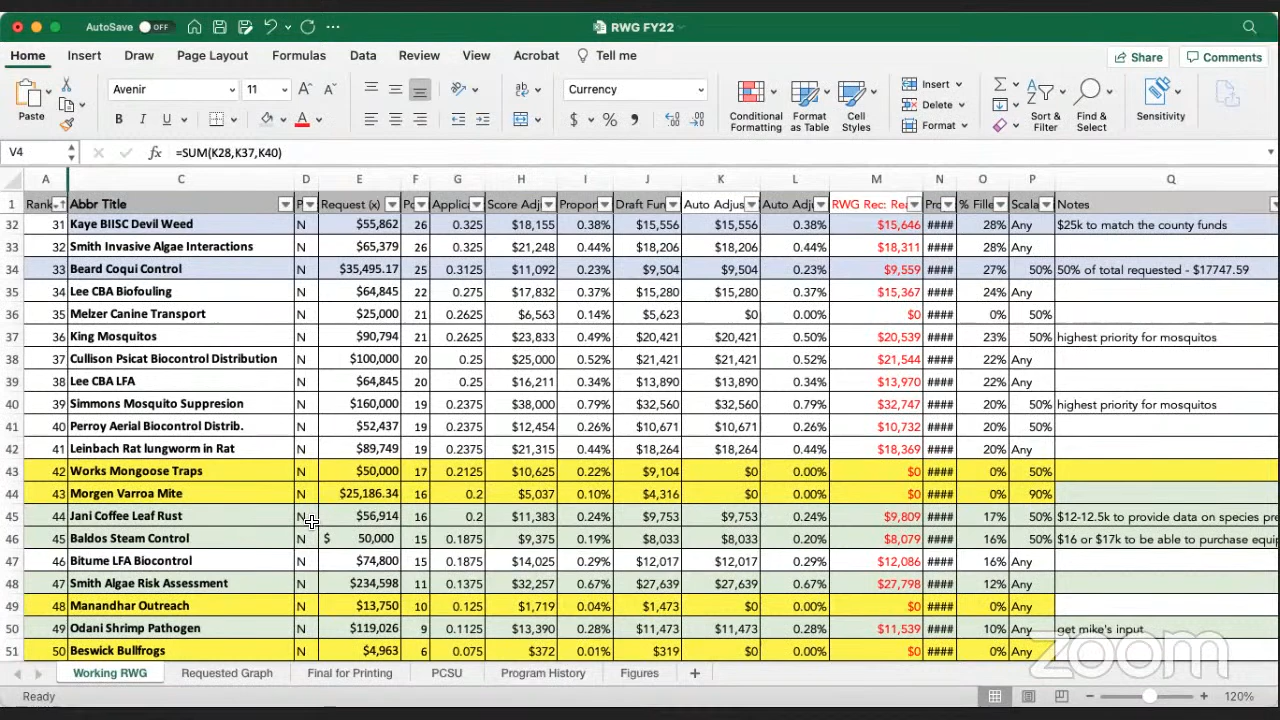 AutoSave OFF RWG FY22
Home Insert Draw Page Layout Formulas Data Review View Acrobat Tell me Share Comments
Paste Avenir 11 Currency Conditional Formatting Format as Table Cell Styles Insert Delete Format Sort & Filter Find & Select Sensitivity
V4 fx =SUM(K28,K37,K40)
A C D E F G H I J K L M N O P Q
1 Rank Abbr Title P Request (x) Po Applica Score Adj Propor Draft Fun Auto Adjus Auto Adj RWG Rec: Rea Pro % Fille Scala Notes
32 31 Kaye BIISC Devil Weed N $55,862 26 0.325 $18,155 0.38% $15,556 $15,556 0.38% $15,646 #### 28% Any $25k to match the county funds
33 32 Smith Invasive Algae Interactions N $65,379 26 0.325 $21,248 0.44% $18,206 $18,206 0.44% $18,311 #### 28% Any
34 33 Beard Coqui Control N $35,495.17 25 0.3125 $11,092 0.23% $9,504 $9,504 0.23% $9,559 #### 27% 50% 50% of total requested - $17747.59
35 34 Lee CBA Biofouling N $64,845 22 0.275 $17,832 0.37% $15,280 $15,280 0.37% $15,367 #### 24% Any
36 35 Melzer Canine Transport N $25,000 21 0.2625 $6,563 0.14% $5,623 $0 0.00% $0 #### 0% 50%
37 36 King Mosquitos N $90,794 21 0.2625 $23,833 0.49% $20,421 $20,421 0.50% $20,539 #### 23% 50% highest priority for mosquitos
38 37 Cullison Psicat Biocontrol Distribution N $100,000 20 0.25 $25,000 0.52% $21,421 $21,421 0.52% $21,544 #### 22% Any
39 38 Lee CBA LFA N $64,845 20 0.25 $16,211 0.34% $13,890 $13,890 0.34% $13,970 #### 22% Any
40 39 Simmons Mosquito Suppresion N $160,000 19 0.2375 $38,000 0.79% $32,560 $32,560 0.79% $32,747 #### 20% 50% highest priority for mosquitos
41 40 Perroy Aerial Biocontrol Distrib. N $52,437 19 0.2375 $12,454 0.26% $10,671 $10,671 0.26% $10,732 #### 20% 50%
42 41 Leinbach Rat lungworm in Rat N $89,749 19 0.2375 $21,315 0.44% $18,264 $18,264 0.44% $18,369 #### 20% Any
43 42 Works Mongoose Traps N $50,000 17 0.2125 $10,625 0.22% $9,104 $0 0.00% $0 #### 0% 50%
44 43 Morgen Varroa Mite N $25,186.34 16 0.2 $5,037 0.10% $4,316 $0 0.00% $0 #### 0% 90%
45 44 Jani Coffee Leaf Rust N $56,914 16 0.2 $11,383 0.24% $9,753 $9,753 0.24% $9,809 #### 17% 50% $12-12.5k to provide data on species pre
46 45 Baldos Steam Control N $ 50,000 15 0.1875 $9,375 0.19% $8,033 $8,033 0.20% $8,079 #### 16% 50% $16 or $17k to be able to purchase equip
47 46 Bitume LFA Biocontrol N $74,800 15 0.1875 $14,025 0.29% $12,017 $12,017 0.29% $12,086 #### 16% Any
48 47 Smith Algae Risk Assessment N $234,598 11 0.1375 $32,257 0.67% $27,639 $27,639 0.67% $27,798 #### 12% Any
49 48 Manandhar Outreach N $13,750 10 0.125 $1,719 0.04% $1,473 $0 0.00% $0 #### 0% Any
50 49 Odani Shrimp Pathogen N $119,026 9 0.1125 $13,390 0.28% $11,473 $11,473 0.28% $11,539 #### 10% Any get mike's input
51 50 Beswick Bullfrogs N $4,963 6 0.075 $372 0.01% $319 $0 0.00% $0 #### 0% Any
zoom
Working RWG Requested Graph Final for Printing PCSU Program History Figures +
Ready 120%